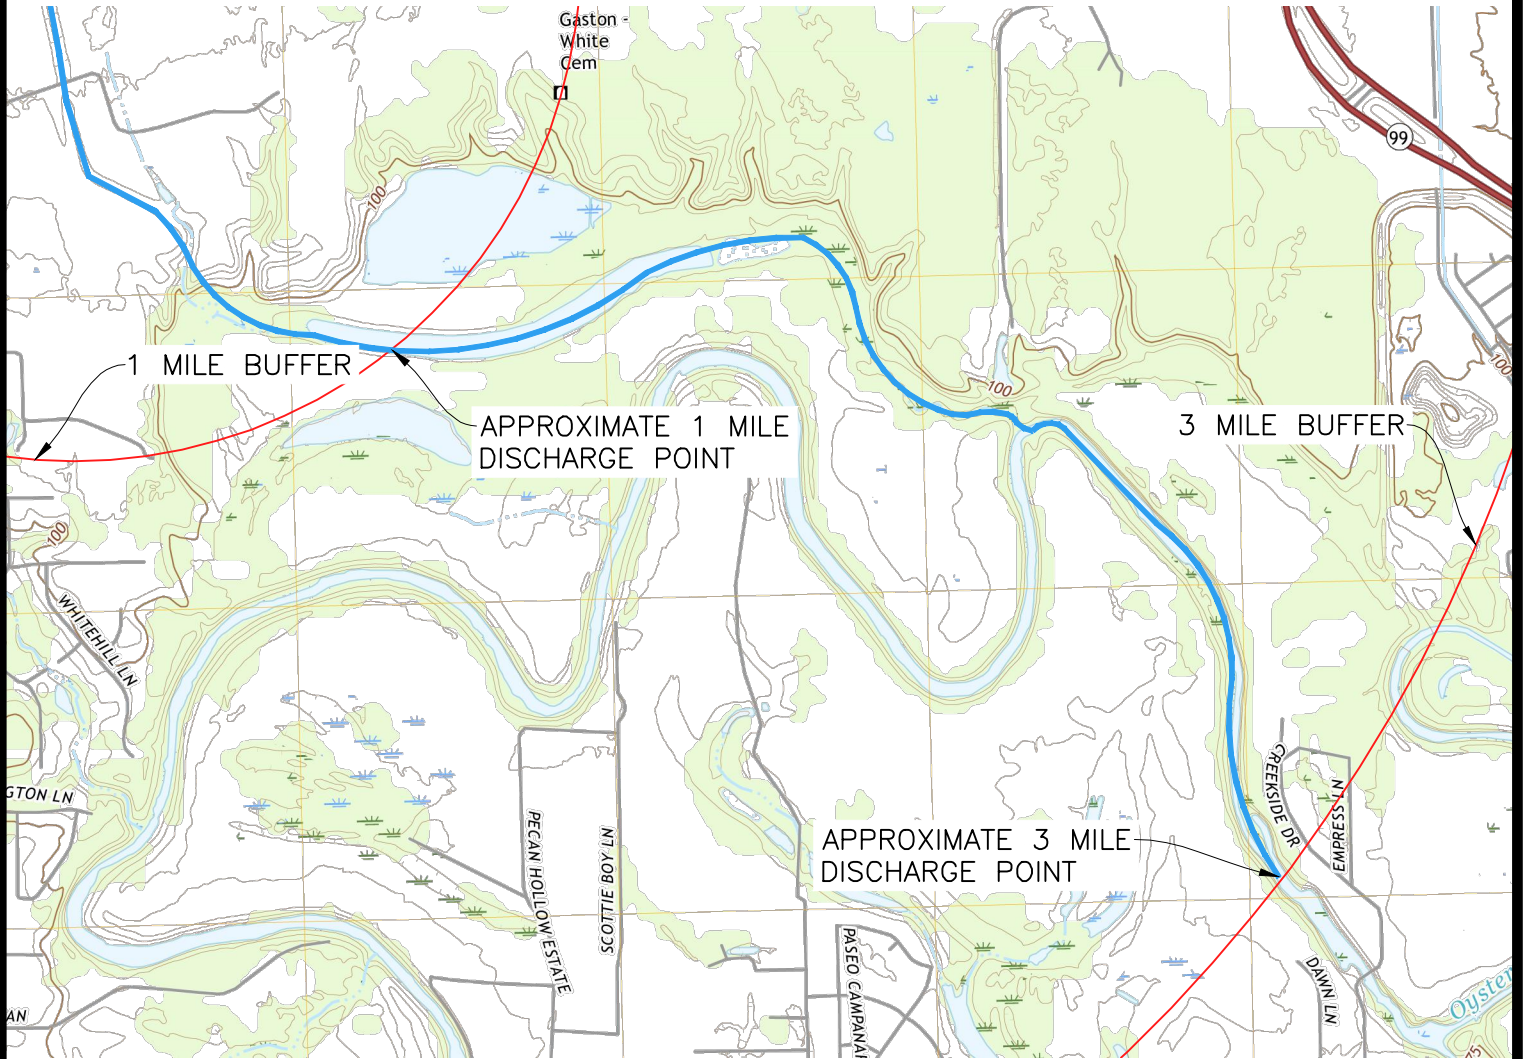 Gaston -
White
Cem
99
100
1 MILE BUFFER
APPROXIMATE 1 MILE
DISCHARGE POINT
100
3 MILE BUFFER
100
100
WHITEHILL LN
GTON LN
PECAN HOLLOW ESTATE
SCOTTIE BOY LN
APPROXIMATE 3 MILE
DISCHARGE POINT
CREEKSIDE DR
EMPRESS LN
PASEO CAMPANA
DAWN LN
Oyster
AN